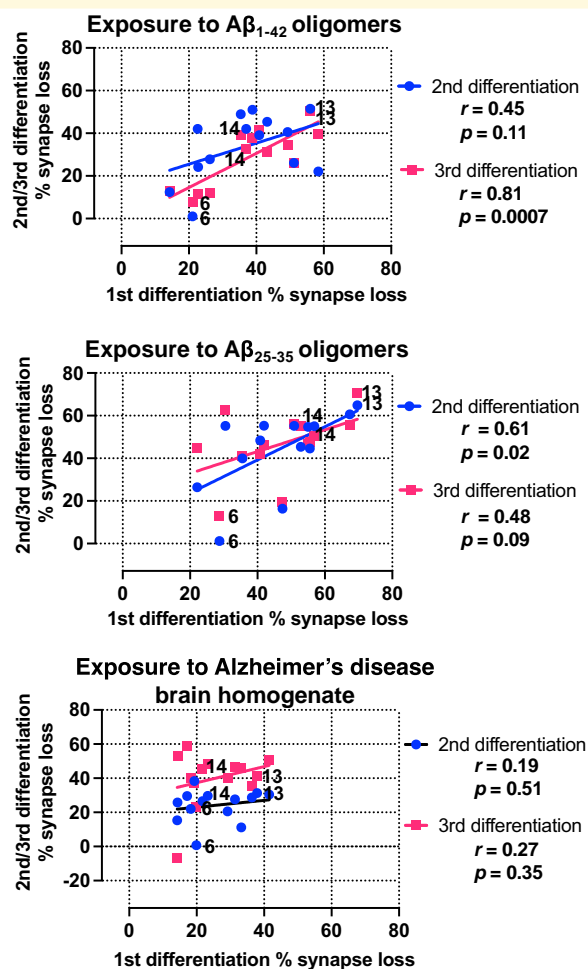 Exposure to Aβ1-42 oligomers
2nd/3rd differentiation
% synapse loss
80
60
40
20
0
0 20 40 60 80
1st differentiation % synapse loss
13
13
14
14
6
6
2nd differentiation
r = 0.45
p = 0.11
3rd differentiation
r = 0.81
p = 0.0007
Exposure to Aβ25-35 oligomers
2nd/3rd differentiation
% synapse loss
80
60
40
20
0
0 20 40 60 80
1st differentiation % synapse loss
13
13
14
14
6
6
2nd differentiation
r = 0.61
p = 0.02
3rd differentiation
r = 0.48
p = 0.09
Exposure to Alzheimer’s disease
brain homogenate
2nd/3rd differentiation
% synapse loss
80
60
40
20
0
-20
0 20 40 60 80
1st differentiation % synapse loss
14
13
14
13
6
6
2nd differentiation
r = 0.19
p = 0.51
3rd differentiation
r = 0.27
p = 0.35